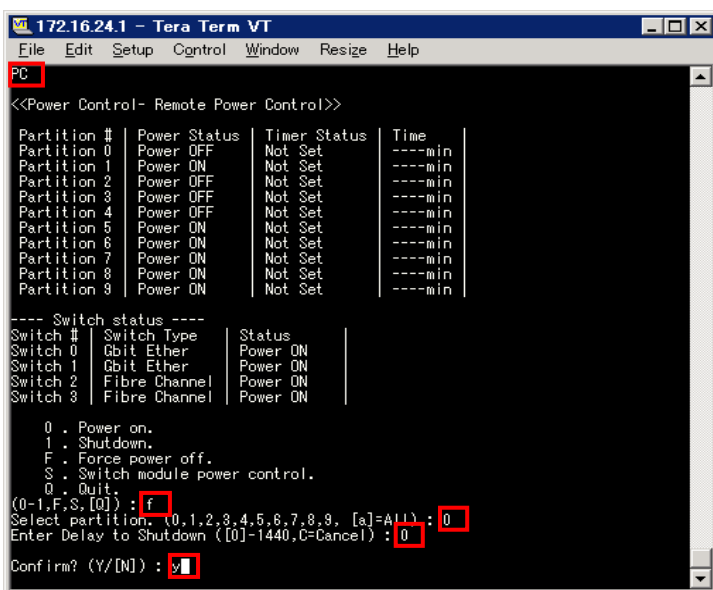 172.16.24.1 - Tera Term VT
File Edit Setup Control Window Resize Help
PC
<<Power Control- Remote Power Control>>
Partition # | Power Status | Timer Status | Time |
Partition 0 | Power OFF | Not Set | ----min |
Partition 1 | Power ON | Not Set | ----min |
Partition 2 | Power OFF | Not Set | ----min |
Partition 3 | Power OFF | Not Set | ----min |
Partition 4 | Power OFF | Not Set | ----min |
Partition 5 | Power ON | Not Set | ----min |
Partition 6 | Power ON | Not Set | ----min |
Partition 7 | Power ON | Not Set | ----min |
Partition 8 | Power ON | Not Set | ----min |
Partition 9 | Power ON | Not Set | ----min |
---- Switch status ----
Switch # | Switch Type | Status |
Switch 0 | Gbit Ether | Power ON |
Switch 1 | Gbit Ether | Power ON |
Switch 2 | Fibre Channel | Power ON |
Switch 3 | Fibre Channel | Power ON |
0 . Power on.
1 . Shutdown.
F . Force power off.
S . Switch module power control.
Q . Quit.
(0-1,F,S,[Q]) : f
Select partition. (0,1,2,3,4,5,6,7,8,9, [a]=All) : 0
Enter Delay to Shutdown ([0]-1440,C=Cancel) : 0
Confirm? (Y/[N]) : y